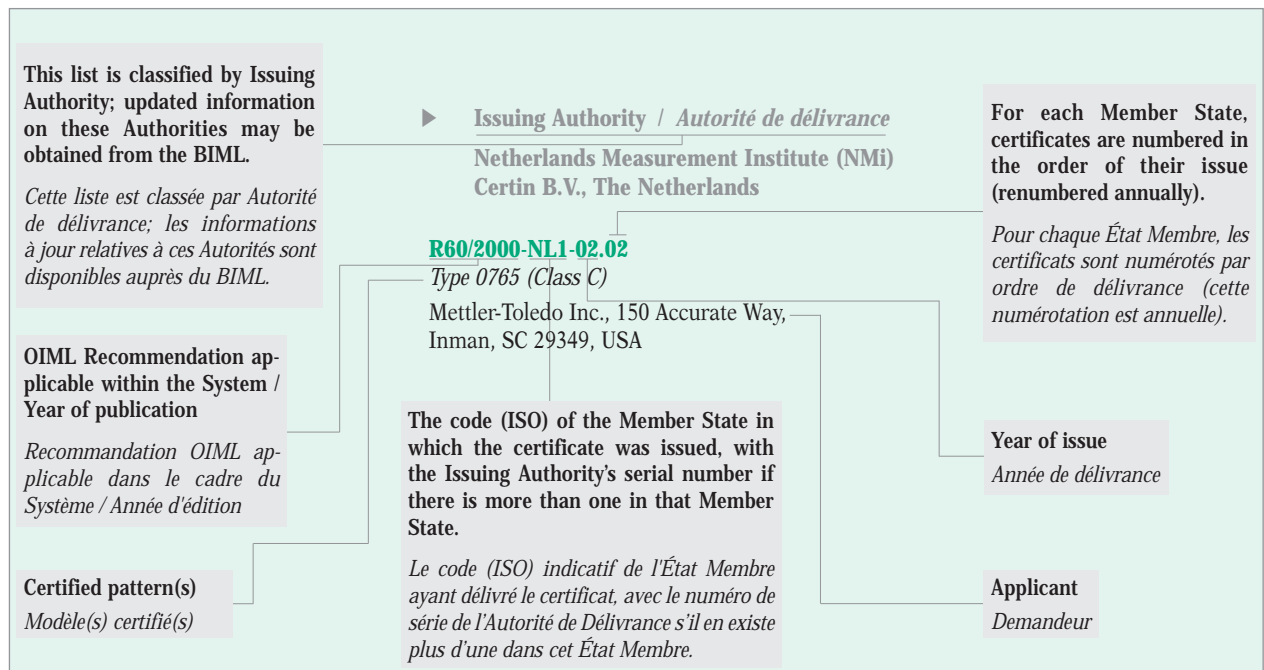 This list is classified by Issuing
Authority; updated information
on these Authorities may be
obtained from the BIML.
Cette liste est classée par Autorité
de délivrance; les informations
à jour relatives à ces Autorités sont
disponibles auprès du BIML.
Issuing Authority / Autorité de délivrance
Netherlands Measurement Institute (NMi)
Certin B.V., The Netherlands
R60/2000-NL1-02.02
Type 0765 (Class C)
Mettler-Toledo Inc., 150 Accurate Way,
Inman, SC 29349, USA
For each Member State,
certificates are numbered in
the order of their issue
(renumbered annually).
Pour chaque État Membre, les
certificats sont numérotés par
ordre de délivrance (cette
numérotation est annuelle).
OIML Recommendation ap-
plicable within the System /
Year of publication
Recommandation OIML ap-
plicable dans le cadre du
Système / Année d'édition
The code (ISO) of the Member State in
which the certificate was issued, with
the Issuing Authority's serial number if
there is more than one in that Member
State.
Le code (ISO) indicatif de l'État Membre
ayant délivré le certificat, avec le numéro de
série de l'Autorité de Délivrance s'il en existe
plus d'une dans cet État Membre.
Year of issue
Année de délivrance
Certified pattern(s)
Modèle(s) certifié(s)
Applicant
Demandeur